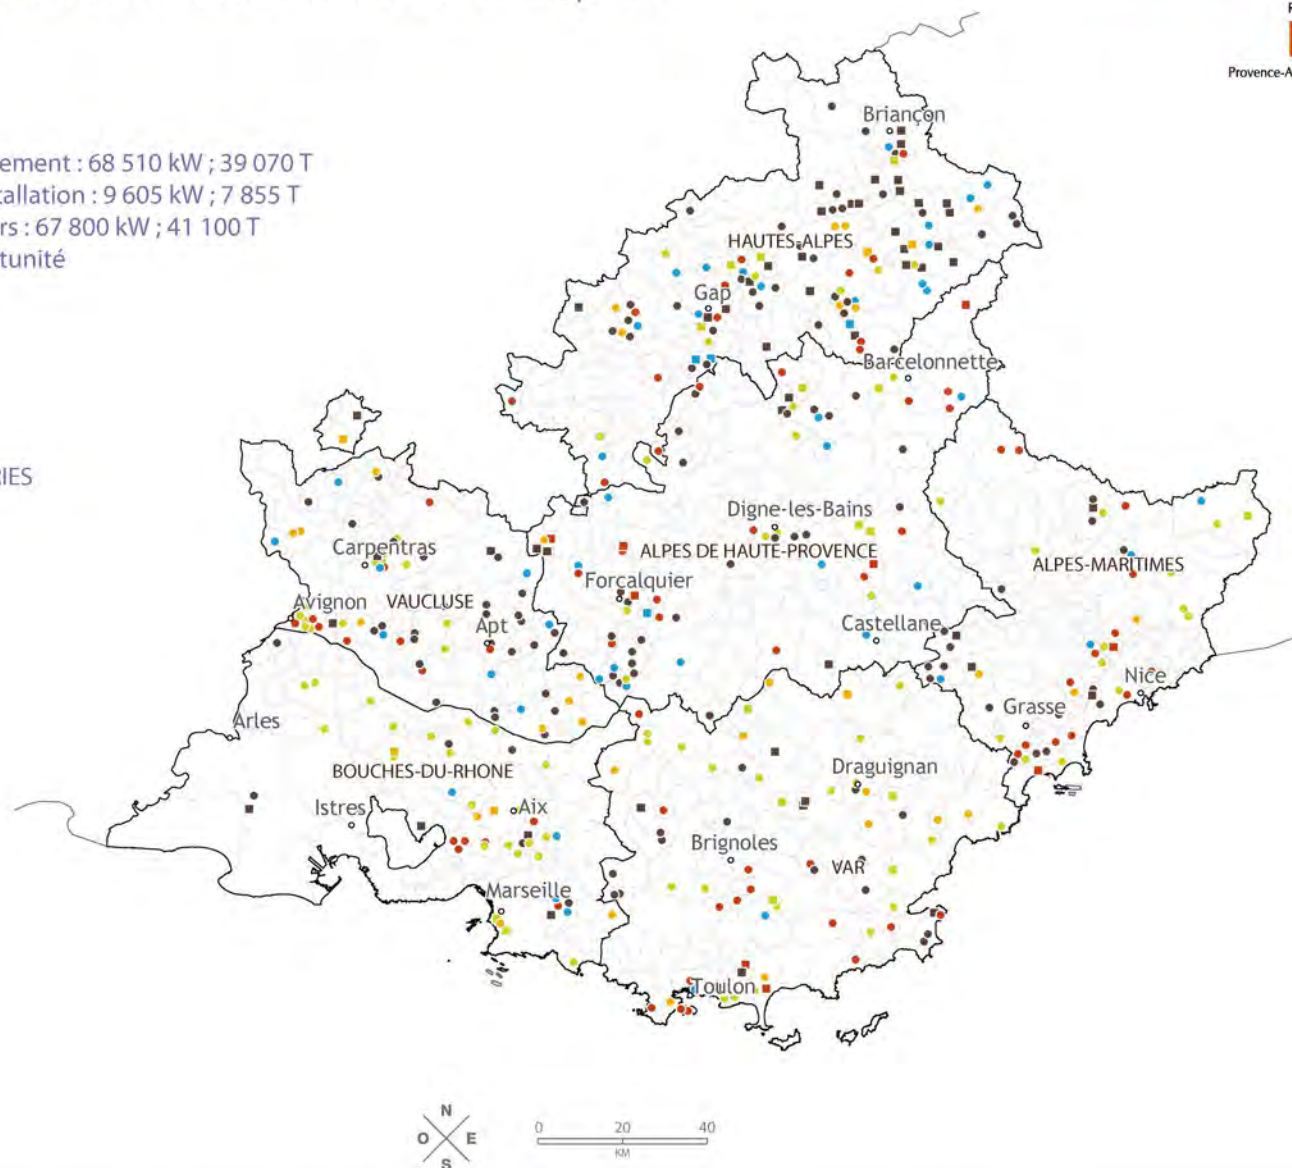 Provence-A
ement : 68 510 kW ; 39 070 T
tallation : 9 605 kW ; 7 855 T
rs : 67 800 kW ; 41 100 T
tunité
RIES
Briançon
HAUTES-ALPES
Gap
Barcelonnette
Digne-les-Bains
ALPES DE HAUTE-PROVENCE
Carpentras
ALPES-MARITIMES
Forcalquier
Avignon
VAUCLUSE
Apt
Castellane
Nice
Grasse
Arles
BOUCHES-DU-RHONE
Draguignan
Istres
Aix
Brignoles
VAR
Marseille
Toulon
N
O E
S
0 20 40
KM